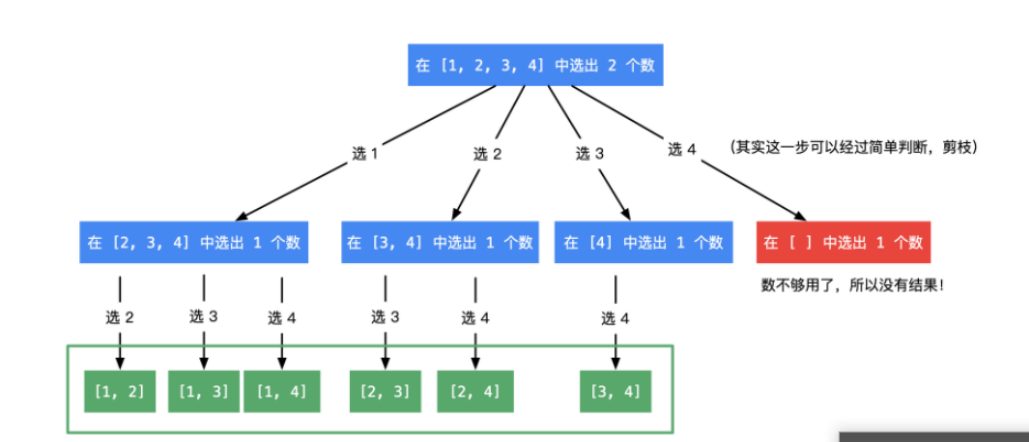 在 [1, 2, 3, 4] 中选出 2 个数
选 1
选 2
选 3
选 4
（其实这一步可以经过简单判断，剪枝）
在 [2, 3, 4] 中选出 1 个数
在 [3, 4] 中选出 1 个数
在 [4] 中选出 1 个数
在 [ ] 中选出 1 个数
数不够用了，所以没有结果！
选 2
选 3
选 4
选 3
选 4
选 4
[1, 2]
[1, 3]
[1, 4]
[2, 3]
[2, 4]
[3, 4]